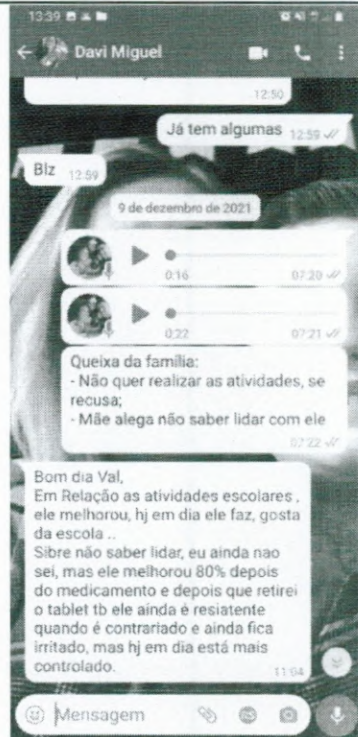 13:39
Davi Miguel
12:50
Já tem algumas 12:59
Blz 12:59
9 de dezembro de 2021
0:16 07:20
0:22 07:21
Queixa da família:
- Não quer realizar as atividades, se
recusa;
- Mãe alega não saber lidar com ele
07:22
Bom dia Val,
Em Relação as atividades escolares ,
ele melhorou, hj em dia ele faz, gosta
da escola ..
Sibre não saber lidar, eu ainda nao
sei, mas ele melhorou 80% depois
do medicamento e depois que retirei
o tablet tb ele ainda é resiatente
quando é contrariado e ainda fica
irritado, mas hj em dia está mais
controlado.
11:04
Mensagem